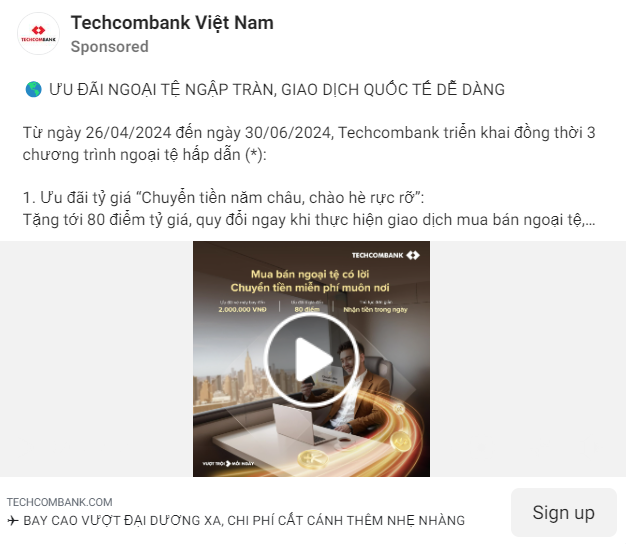 Techcombank Việt Nam
TECHCOMBANK
Sponsored
🌎 ƯU ĐÃI NGOẠI TỆ NGẬP TRÀN, GIAO DỊCH QUỐC TẾ DỄ DÀNG
Từ ngày 26/04/2024 đến ngày 30/06/2024, Techcombank triển khai đồng thời 3
chương trình ngoại tệ hấp dẫn (*):
1. Ưu đãi tỷ giá “Chuyển tiền năm châu, chào hè rực rỡ”:
Tặng tới 80 điểm tỷ giá, quy đổi ngay khi thực hiện giao dịch mua bán ngoại tệ,...
TECHCOMBANK
Mua bán ngoại tệ có lời
Chuyển tiền miễn phí muôn nơi
2.000.000 VNĐ
80 điểm
Nhận tiền trong ngày
VƯỢT TRỘI MỖI NGÀY
TECHCOMBANK.COM
✈ BAY CAO VƯỢT ĐẠI DƯƠNG XA, CHI PHÍ CẤT CÁNH THÊM NHẸ NHÀNG
Sign up